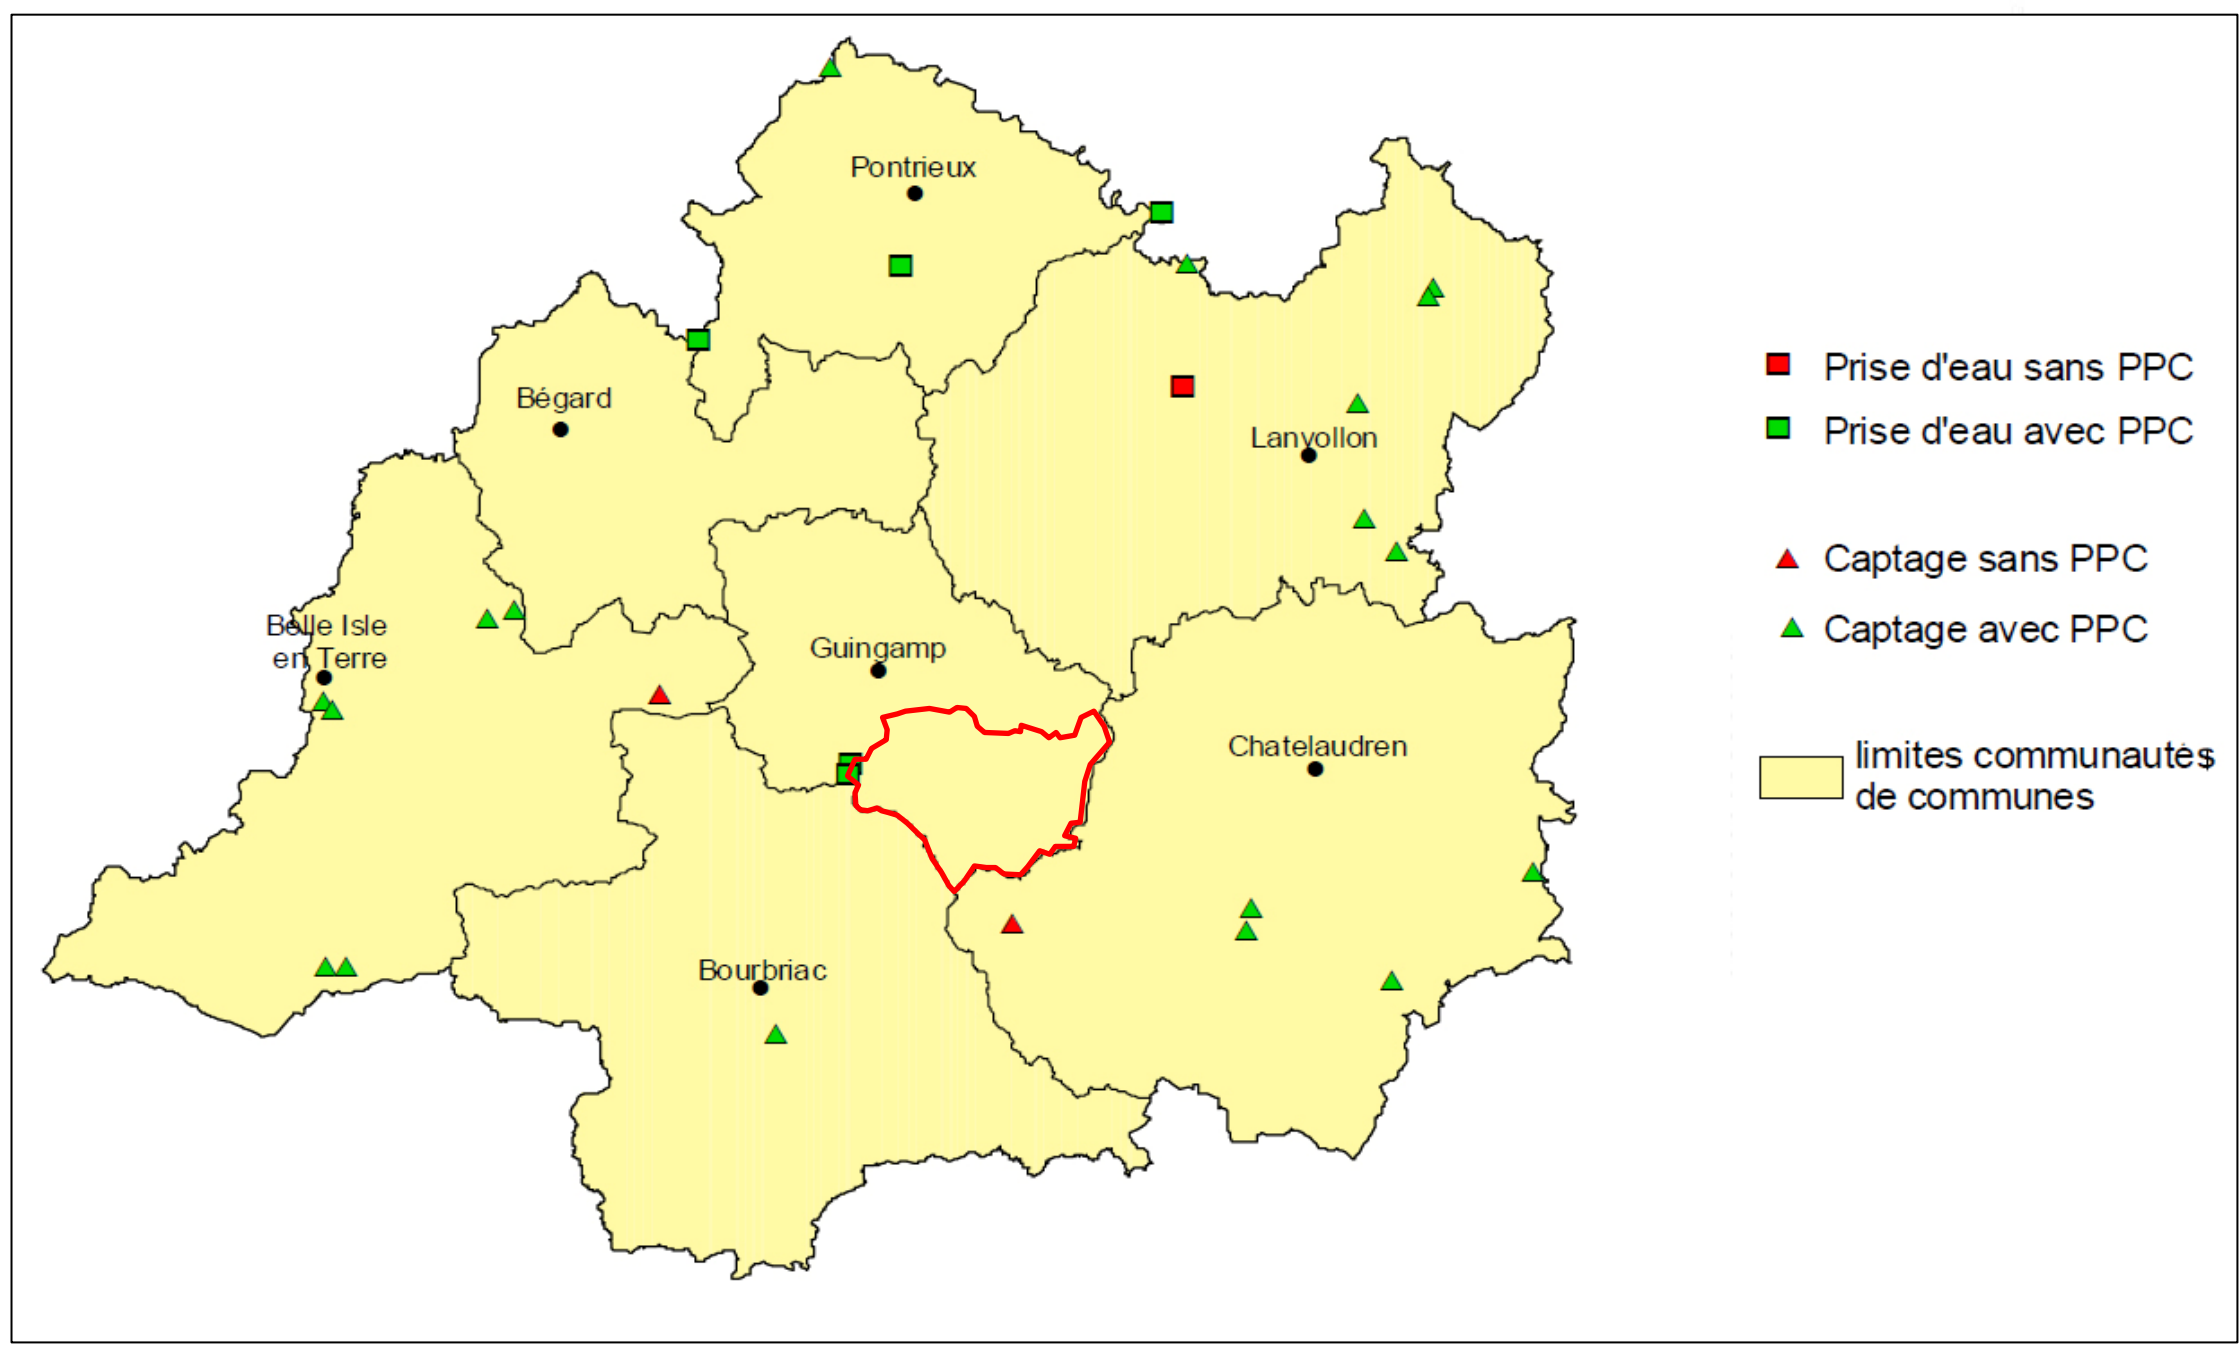 Pontrieux
Bégard
Lanvollon
Belle Isle
en Terre
Guingamp
Chatelaudren
Bourbriac
Prise d'eau sans PPC
Prise d'eau avec PPC
Captage sans PPC
Captage avec PPC
limites communautés
de communes